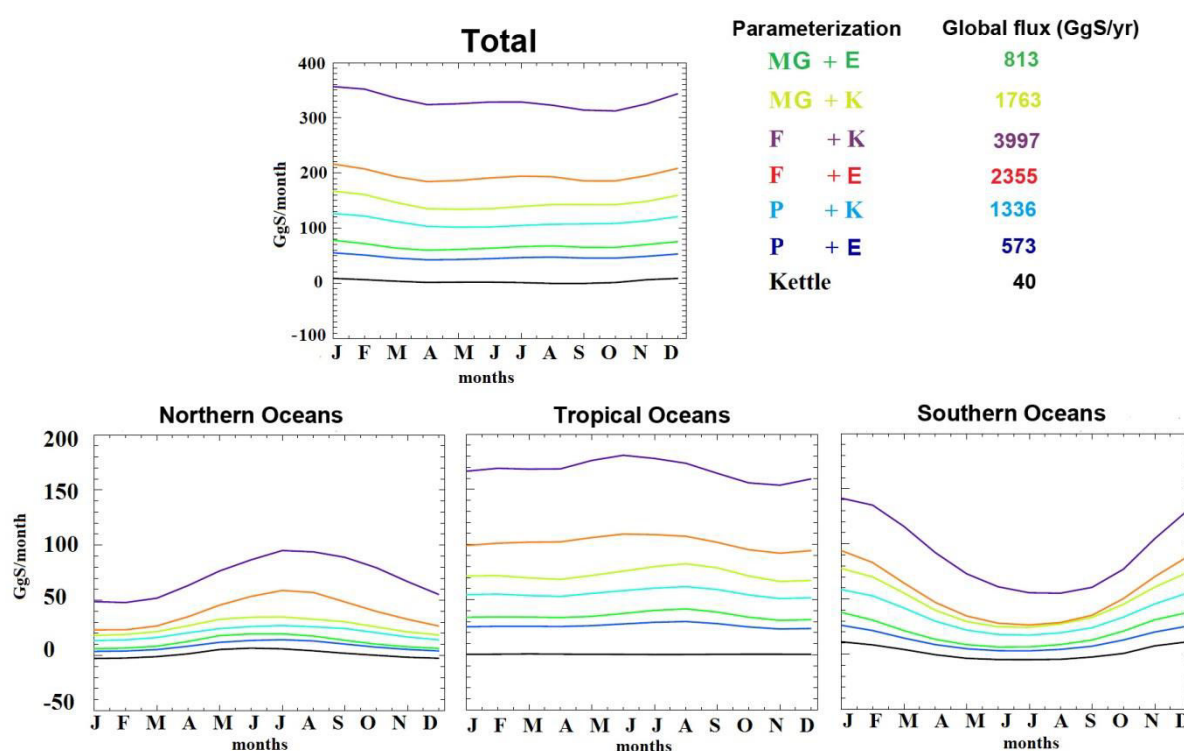 Total
400
300
200
100
0
-100
GgS/month
J F M A M J J A S O N D
months
Parameterization Global flux (GgS/yr)
MG + E 813
MG + K 1763
F + K 3997
F + E 2355
P + K 1336
P + E 573
Kettle 40
Northern Oceans
200
150
100
50
0
-50
GgS/month
J F M A M J J A S O N D
months
Tropical Oceans
J F M A M J J A S O N D
months
Southern Oceans
J F M A M J J A S O N D
months